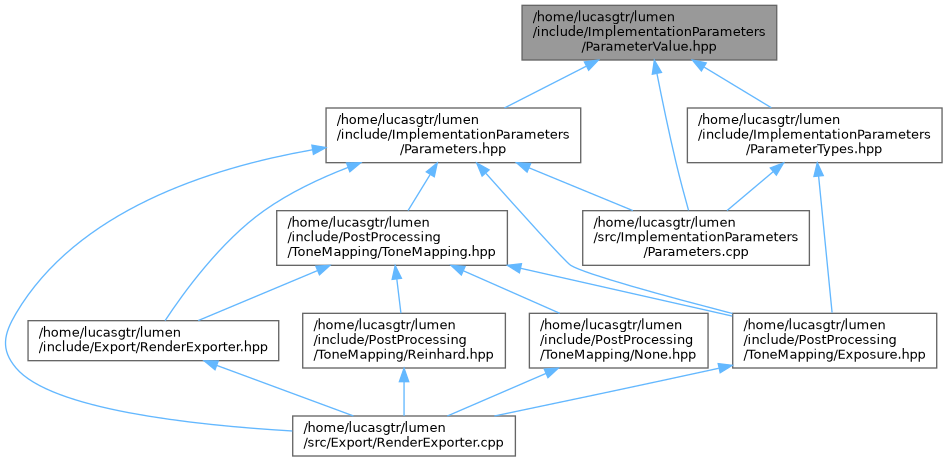 /home/lucasgtr/lumen
/include/ImplementationParameters
/ParameterValue.hpp
/home/lucasgtr/lumen
/include/ImplementationParameters
/Parameters.hpp
/home/lucasgtr/lumen
/include/ImplementationParameters
/ParameterTypes.hpp
/home/lucasgtr/lumen
/include/PostProcessing
/ToneMapping/ToneMapping.hpp
/home/lucasgtr/lumen
/src/ImplementationParameters
/Parameters.cpp
/home/lucasgtr/lumen
/include/Export/RenderExporter.hpp
/home/lucasgtr/lumen
/include/PostProcessing
/ToneMapping/Reinhard.hpp
/home/lucasgtr/lumen
/include/PostProcessing
/ToneMapping/None.hpp
/home/lucasgtr/lumen
/include/PostProcessing
/ToneMapping/Exposure.hpp
/home/lucasgtr/lumen
/src/Export/RenderExporter.cpp